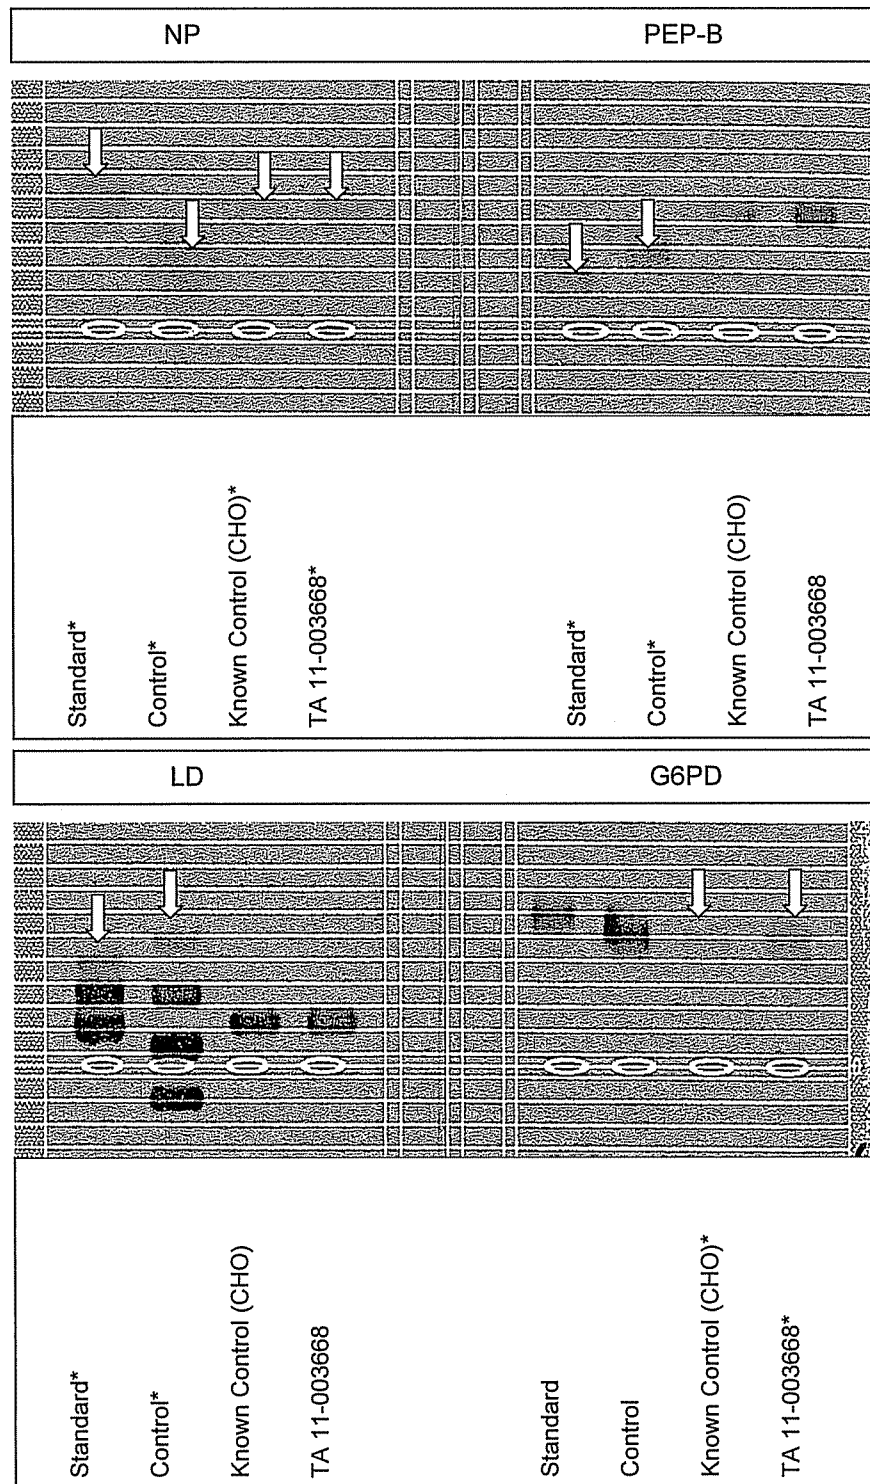 NP
PEP-B
Standard*
Control*
Known Control (CHO)*
TA 11-003668*
Standard*
Control*
Known Control (CHO)
TA 11-003668
LD
G6PD
Standard*
Control*
Known Control (CHO)
TA 11-003668
Standard
Control
Known Control (CHO)*
TA 11-003668*